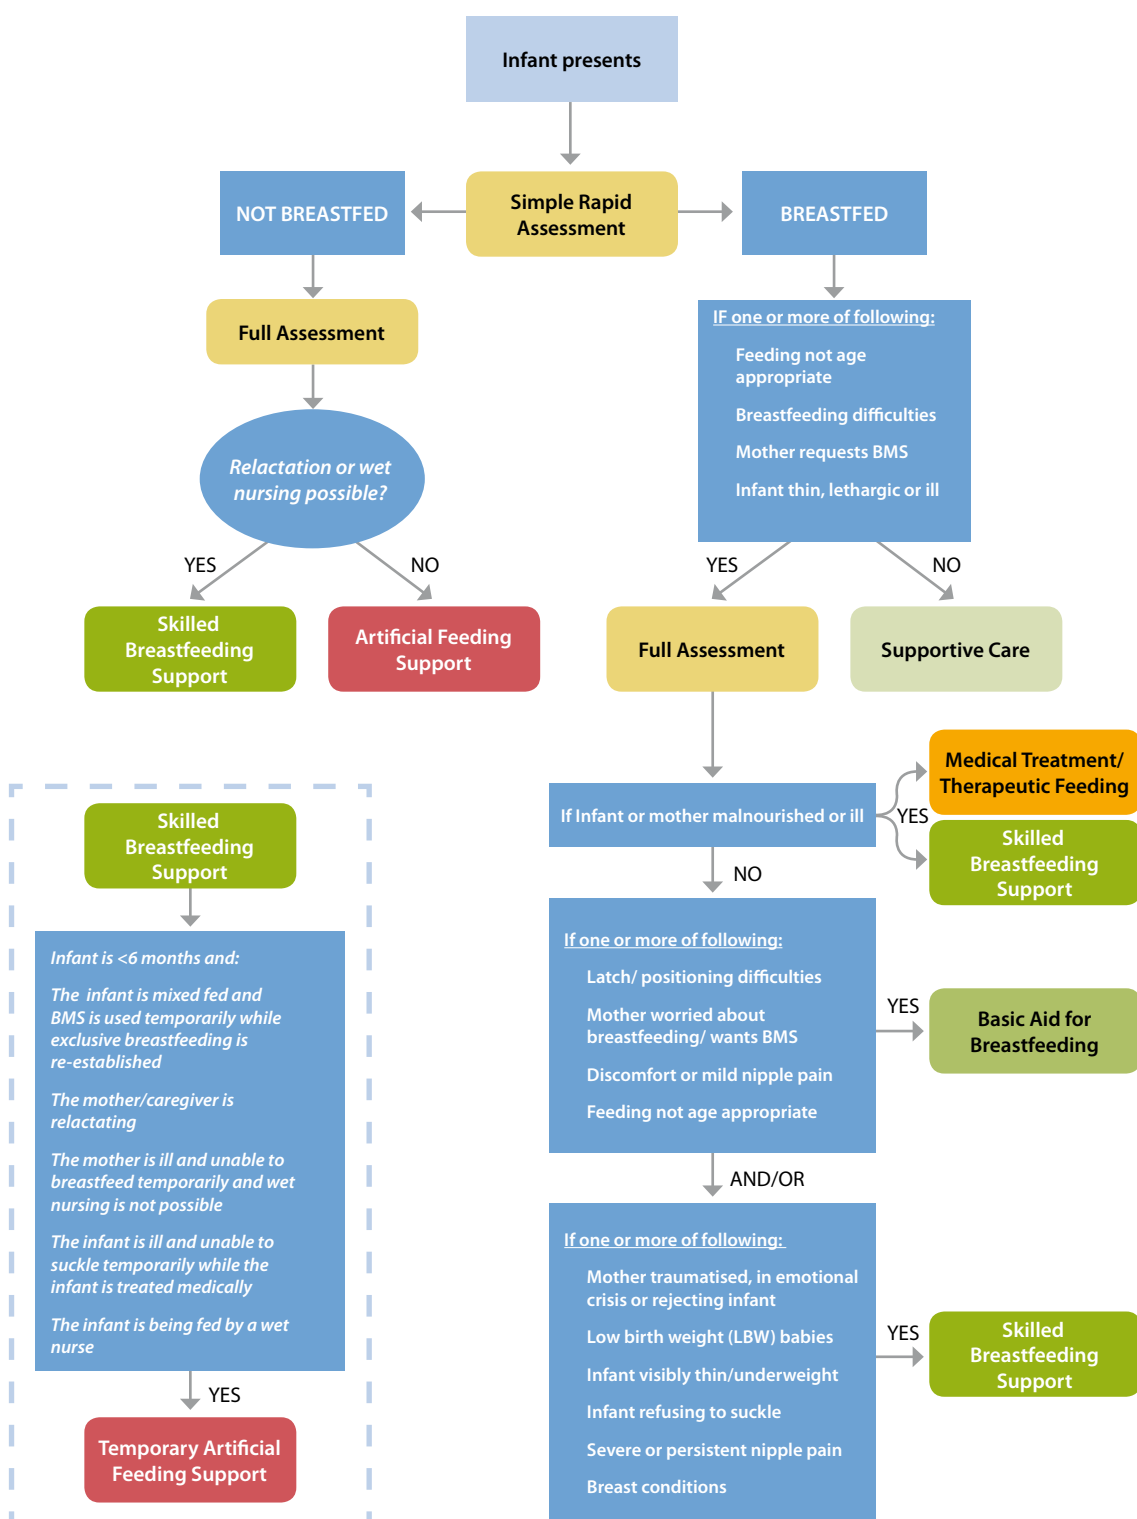 Infant presents
Simple Rapid
Assessment
NOT BREASTFED
BREASTFED
Full Assessment
Relactation or wet
nursing possible?
YES
NO
Skilled
Breastfeeding
Support
Artificial Feeding
Support
IF one or more of following:
Feeding not age
appropriate
Breastfeeding difficulties
Mother requests BMS
Infant thin, lethargic or ill
YES
NO
Full Assessment
Supportive Care
If Infant or mother malnourished or ill
YES
Medical Treatment/
Therapeutic Feeding
Skilled
Breastfeeding
Support
NO
If one or more of following:
Latch/ positioning difficulties
Mother worried about
breastfeeding/ wants BMS
Discomfort or mild nipple pain
Feeding not age appropriate
YES
Basic Aid for
Breastfeeding
AND/OR
If one or more of following:
Mother traumatised, in emotional
crisis or rejecting infant
Low birth weight (LBW) babies
Infant visibly thin/underweight
Infant refusing to suckle
Severe or persistent nipple pain
Breast conditions
YES
Skilled
Breastfeeding
Support
Skilled
Breastfeeding
Support
Infant is <6 months and:
The infant is mixed fed and
BMS is used temporarily while
exclusive breastfeeding is
re-established
The mother/caregiver is
relactating
The mother is ill and unable to
breastfeed temporarily and wet
nursing is not possible
The infant is ill and unable to
suckle temporarily while the
infant is treated medically
The infant is being fed by a wet
nurse
YES
Temporary Artificial
Feeding Support